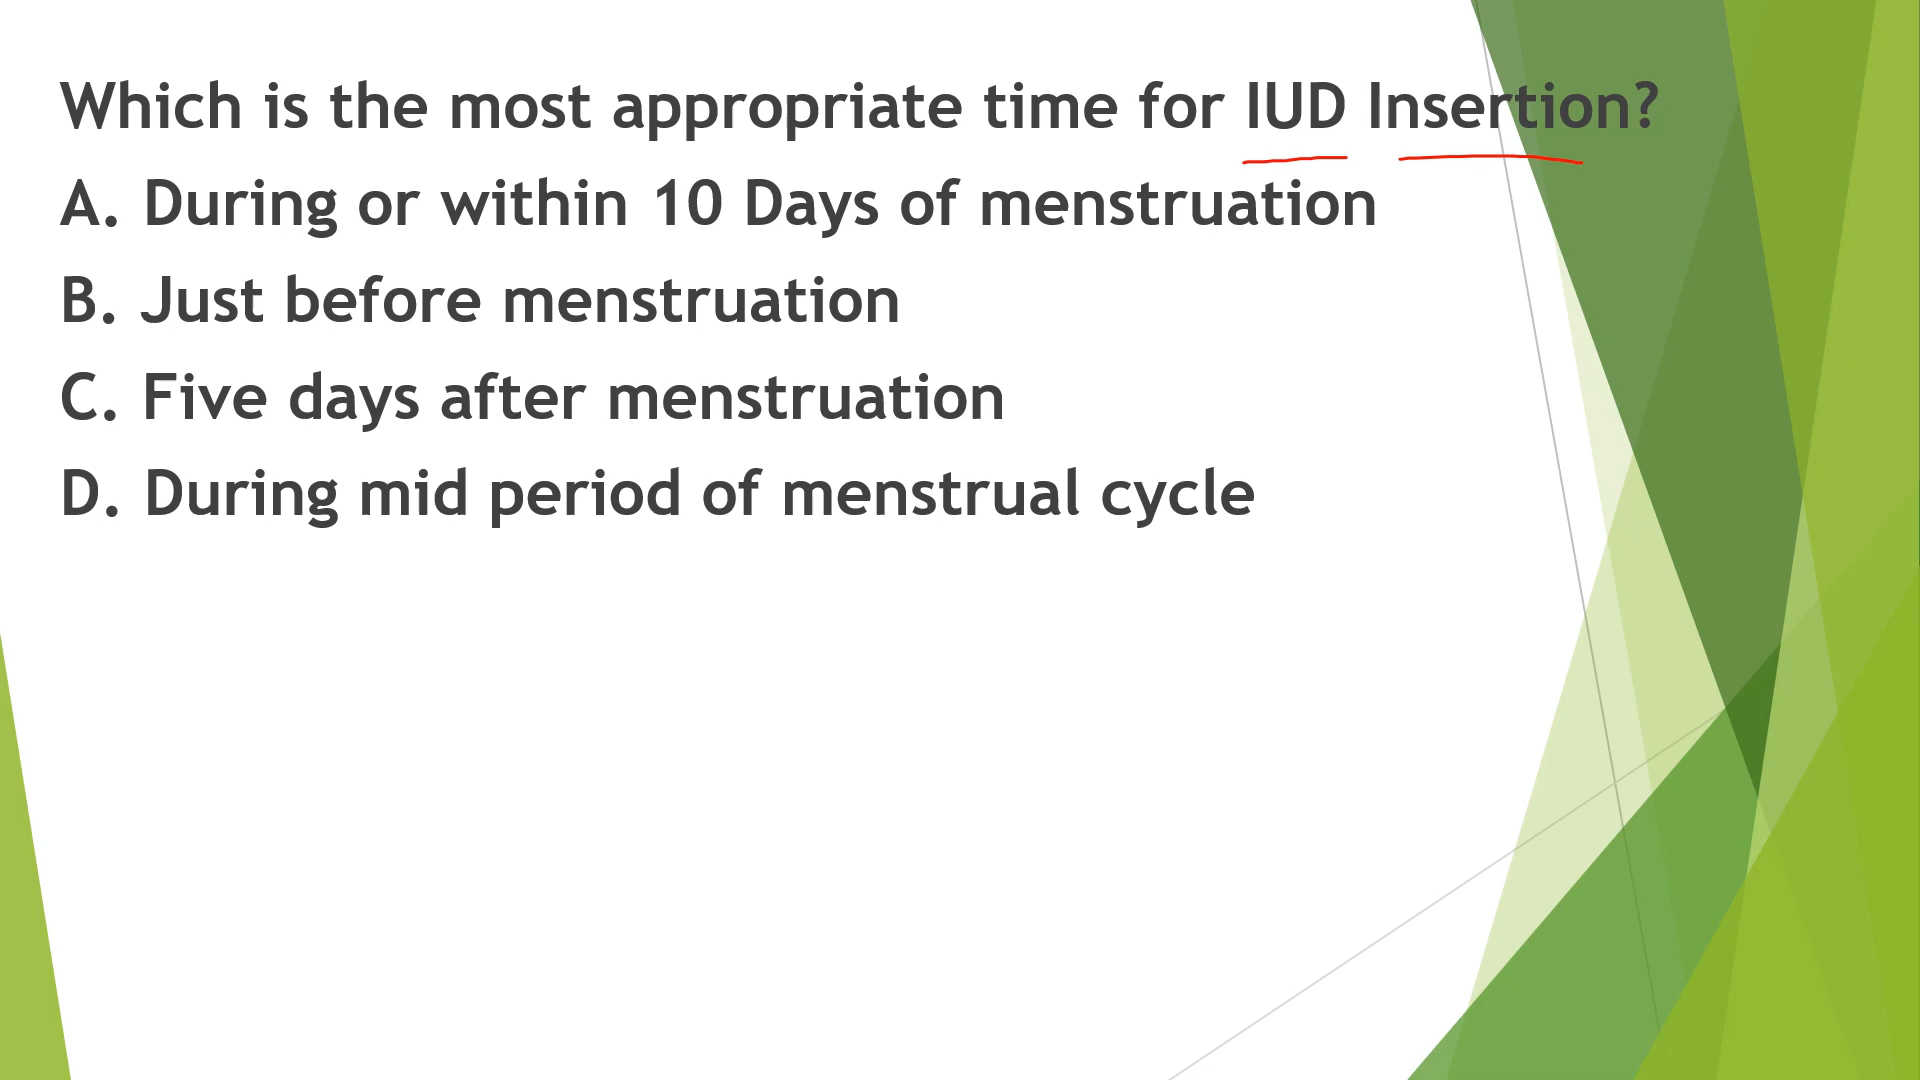 Which is the most appropriate time for IUD Insertion?
A. During or within 10 Days of menstruation
B. Just before menstruation
C. Five days after menstruation
D. During mid period of menstrual cycle